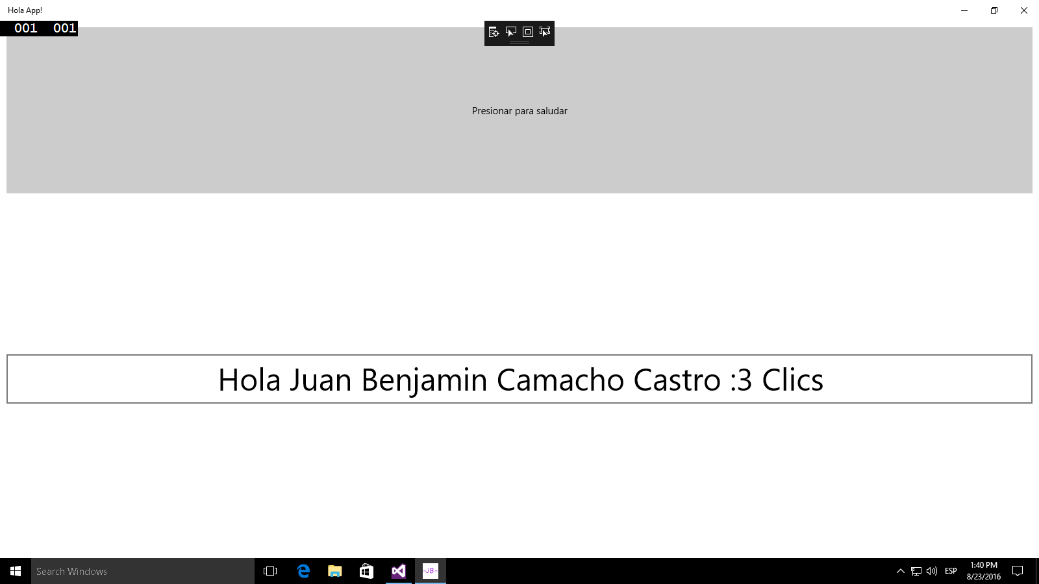 Hola App!
001 001
Presionar para saludar
Hola Juan Benjamin Camacho Castro :3 Clics
Search Windows
JB
ESP
1:40 PM
8/23/2016